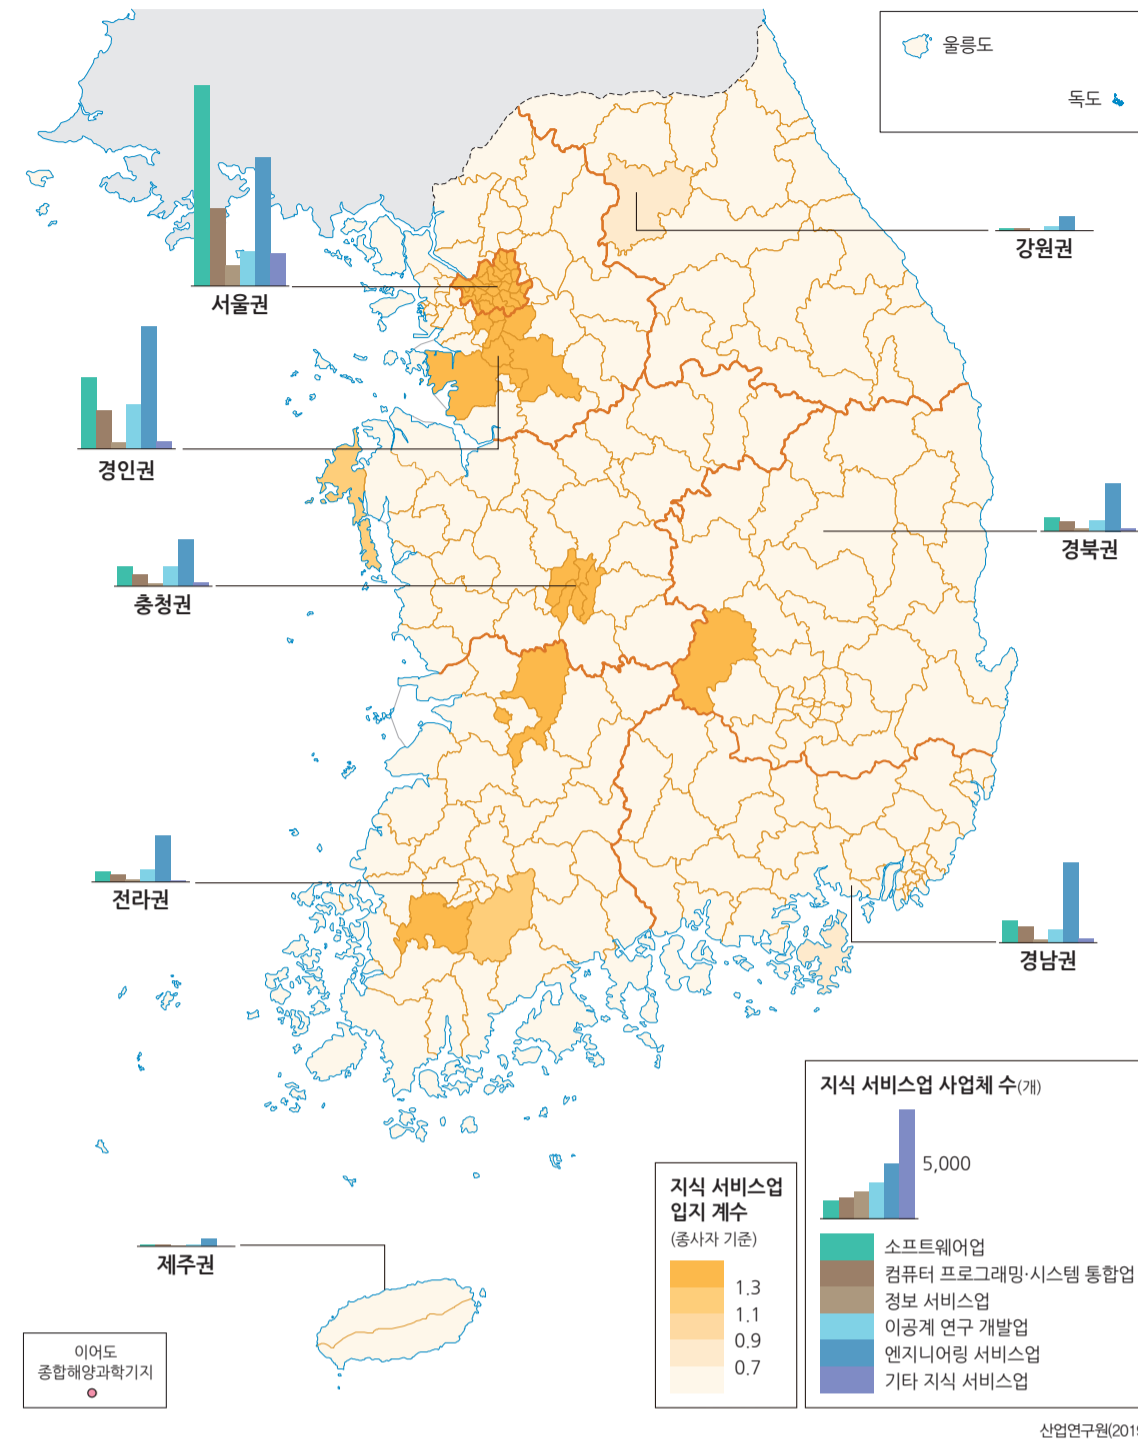 울릉도
독도
강원권
서울권
경인권
경북권
충청권
전라권
경남권
제주권
이어도
종합해양과학기지
지식 서비스업
입지 계수
(종사자 기준)
1.3
1.1
0.9
0.7
지식 서비스업 사업체 수(개)
5,000
소프트웨어업
컴퓨터 프로그래밍·시스템 통합업
정보 서비스업
이공계 연구 개발업
엔지니어링 서비스업
기타 지식 서비스업
산업연구원(2019